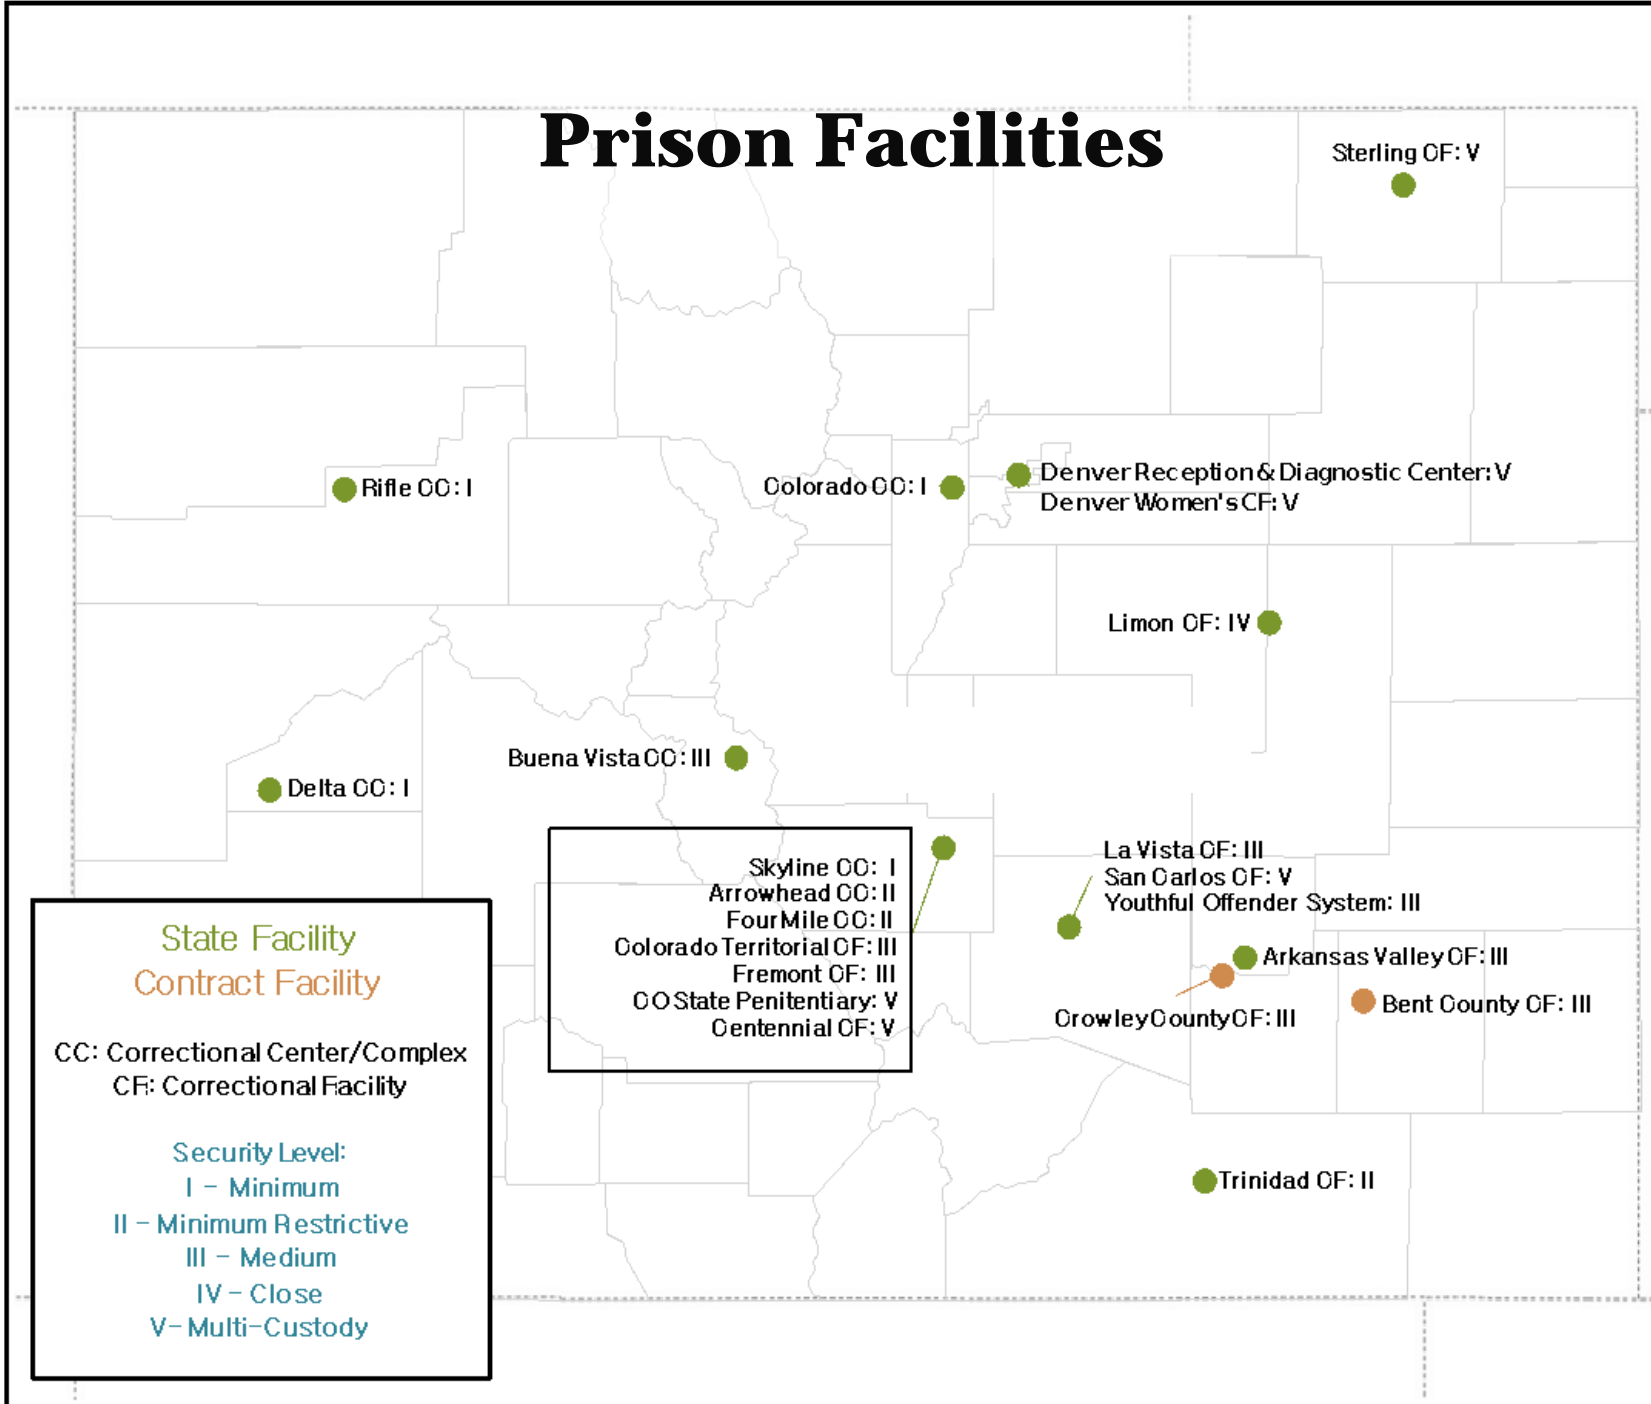 Prison Facilities
Sterling CF: V
Rifle CC: I
Colorado CC: I
Denver Reception & Diagnostic Center: V
Denver Women's CF: V
Limon CF: IV
Buena Vista CC: III
Delta CC: I
Skyline CC: I
Arrowhead CC: II
Four Mile CC: II
Colorado Territorial CF: III
Fremont CF: III
CO State Penitentiary: V
Centennial CF: V
La Vista CF: III
San Carlos CF: V
Youthful Offender System: III
Arkansas Valley CF: III
Crowley County CF: III
Bent County CF: III
Trinidad CF: II
State Facility
Contract Facility
CC: Correctional Center/Complex
CF: Correctional Facility
Security Level:
I - Minimum
II - Minimum Restrictive
III - Medium
IV - Close
V- Multi-Custody